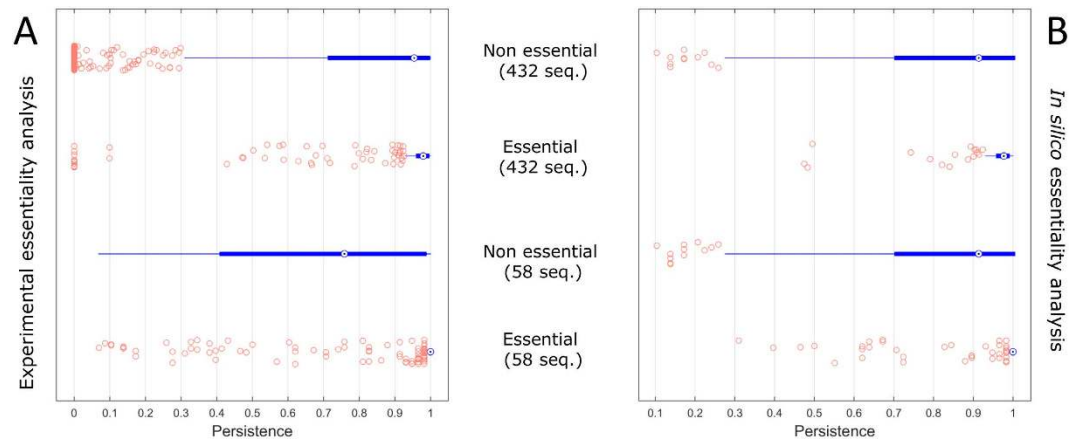 A
B
Experimental essentiality analysis
Non essential
(432 seq.)
Essential
(432 seq.)
Non essential
(58 seq.)
Essential
(58 seq.)
In silico essentiality analysis
0 0.1 0.2 0.3 0.4 0.5 0.6 0.7 0.8 0.9 1
Persistence
0.1 0.2 0.3 0.4 0.5 0.6 0.7 0.8 0.9 1
Persistence